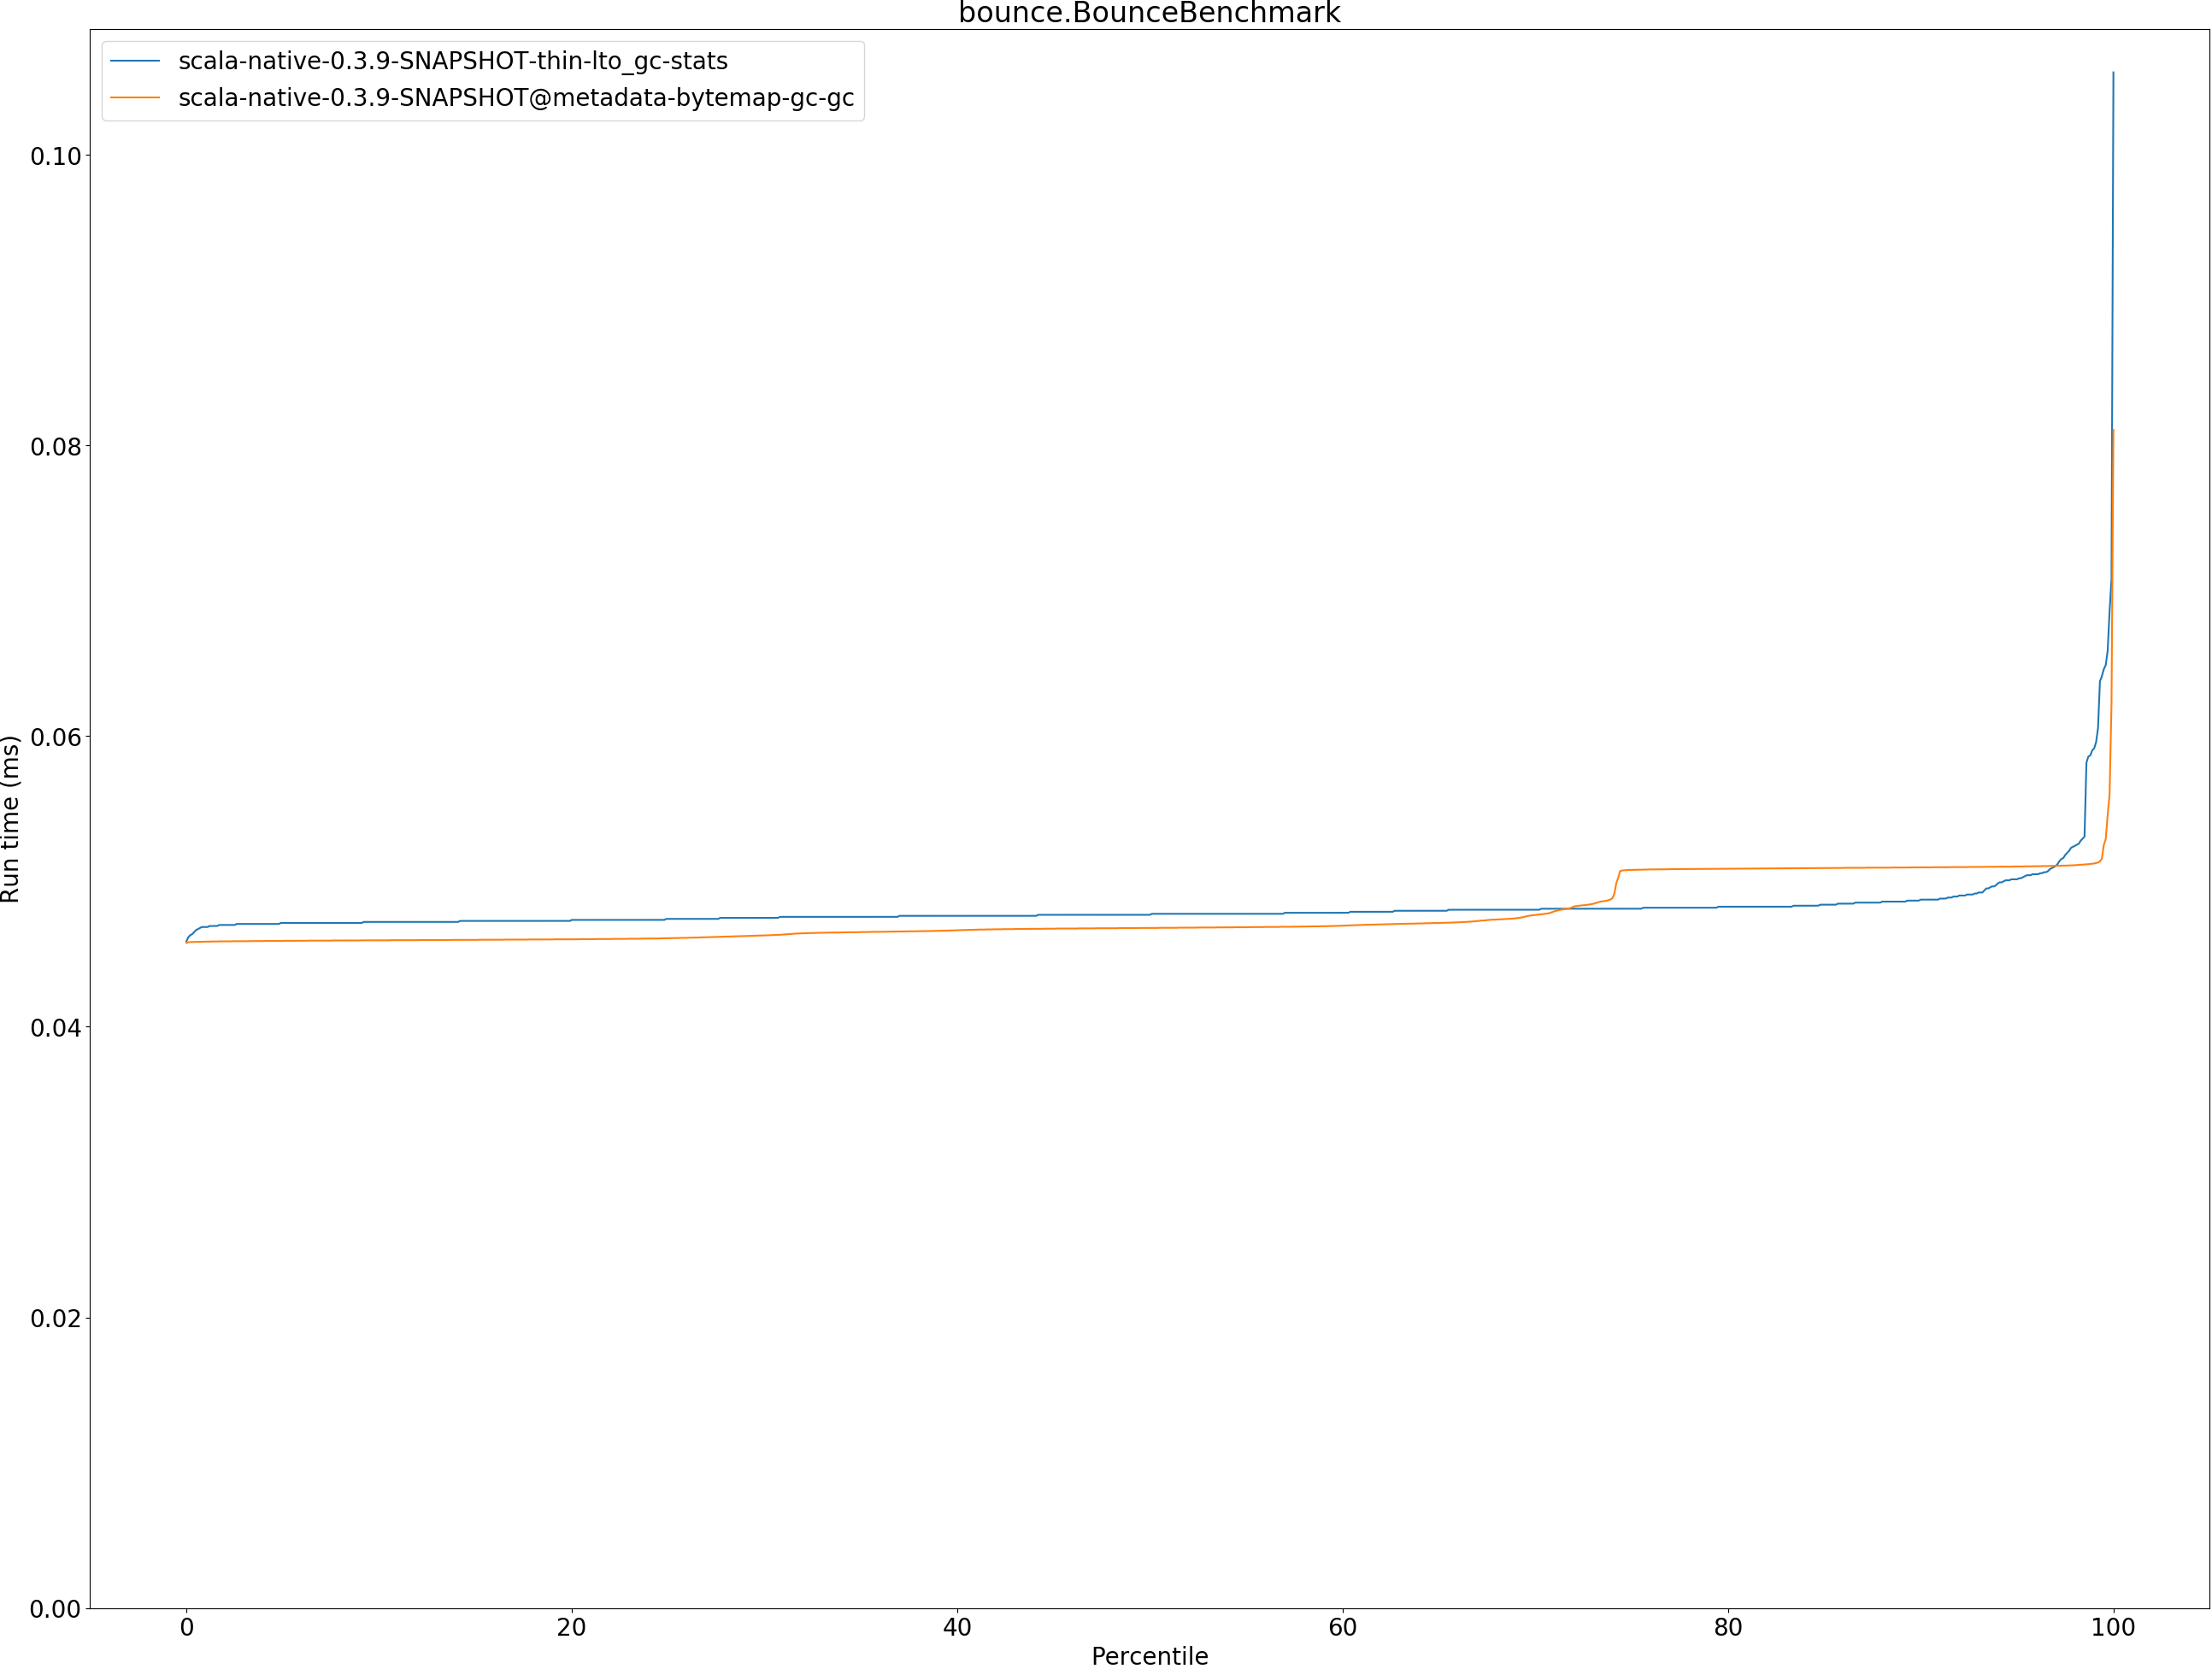 bounce.BounceBenchmark
scala-native-0.3.9-SNAPSHOT-thin-lto_gc-stats
scala-native-0.3.9-SNAPSHOT@metadata-bytemap-gc-gc
0.10
0.08
0.06
0.04
0.02
0.00
Run time (ms)
0 20 40 60 80 100
Percentile